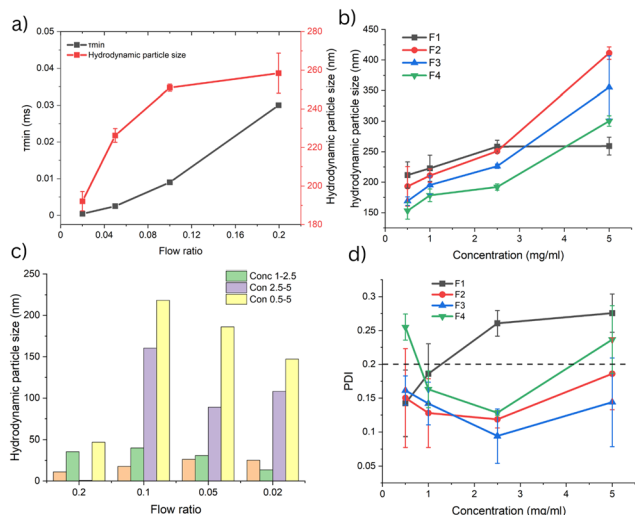 a)
τmin
Hydrodynamic particle size
0.05
0.04
0.03
0.02
0.01
0
280
260
240
220
200
180
τmin (ms)
Hydrodynamic particle size (nm)
0.04 0.08 0.12 0.16 0.2
Flow ratio
b)
F1
F2
F3
F4
450
400
350
300
250
200
150
hydrodynamic particle size (nm)
0 1 2 3 4 5
Concentration (mg/ml)
c)
Conc 1-2.5
Con 2.5-5
Con 0.5-5
250
200
150
100
50
0
Hydrodynamic particle size (nm)
0.2 0.1 0.05 0.02
Flow ratio
d)
F1
F2
F3
F4
0.3
0.25
0.2
0.15
0.1
0.05
PDI
0 1 2 3 4 5
Concentration (mg/ml)